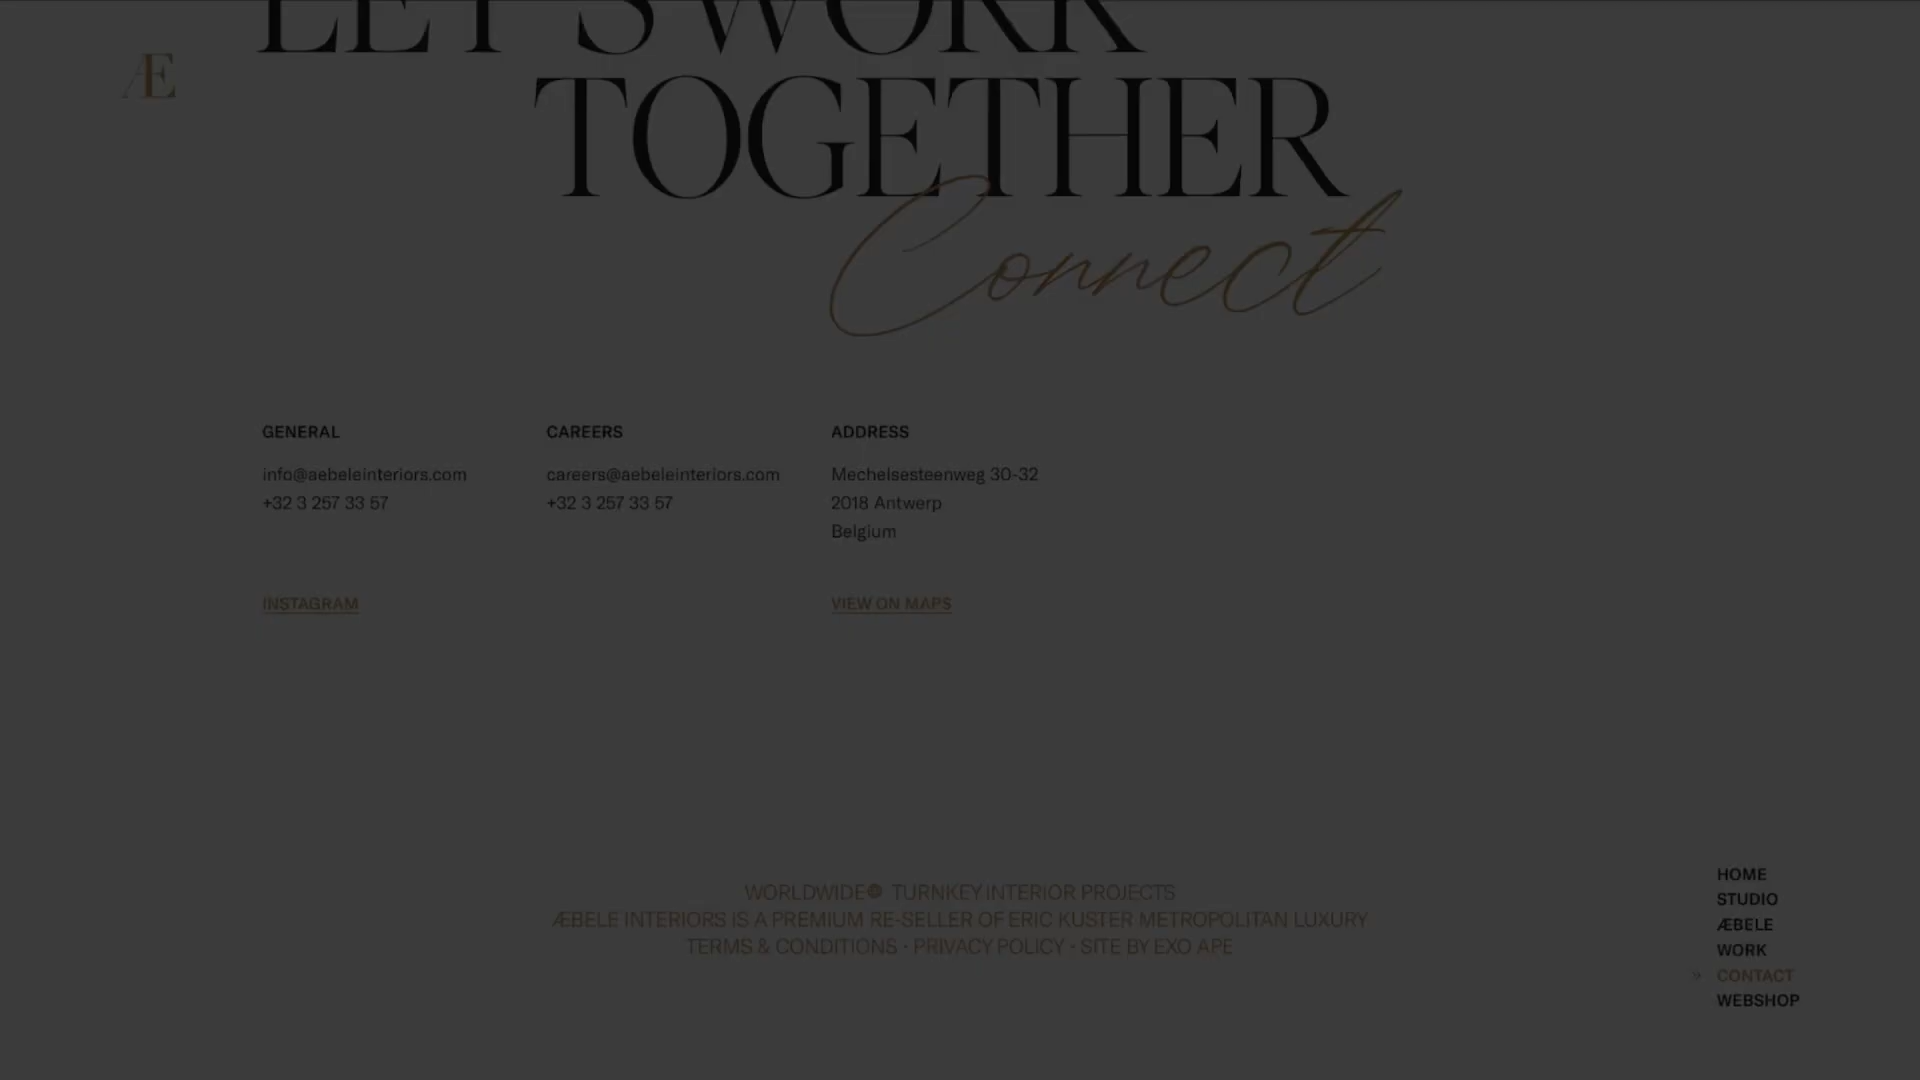 LET'S WORK
ÆE
TOGETHER
Connect
GENERAL
info@aebeleinteriors.com
+32 3 257 33 57
INSTAGRAM
CAREERS
careers@aebeleinteriors.com
+32 3 257 33 57
ADDRESS
Mechelsesteenweg 30-32
2018 Antwerp
Belgium
VIEW ON MAPS
WORLDWIDE© TURNKEY INTERIOR PROJECTS
ÆBELE INTERIORS IS A PREMIUM RE-SELLER OF ERIC KUSTER METROPOLITAN LUXURY
TERMS & CONDITIONS · PRIVACY POLICY · SITE BY EXO APE
HOME
STUDIO
ÆBELE
WORK
» CONTACT
WEBSHOP